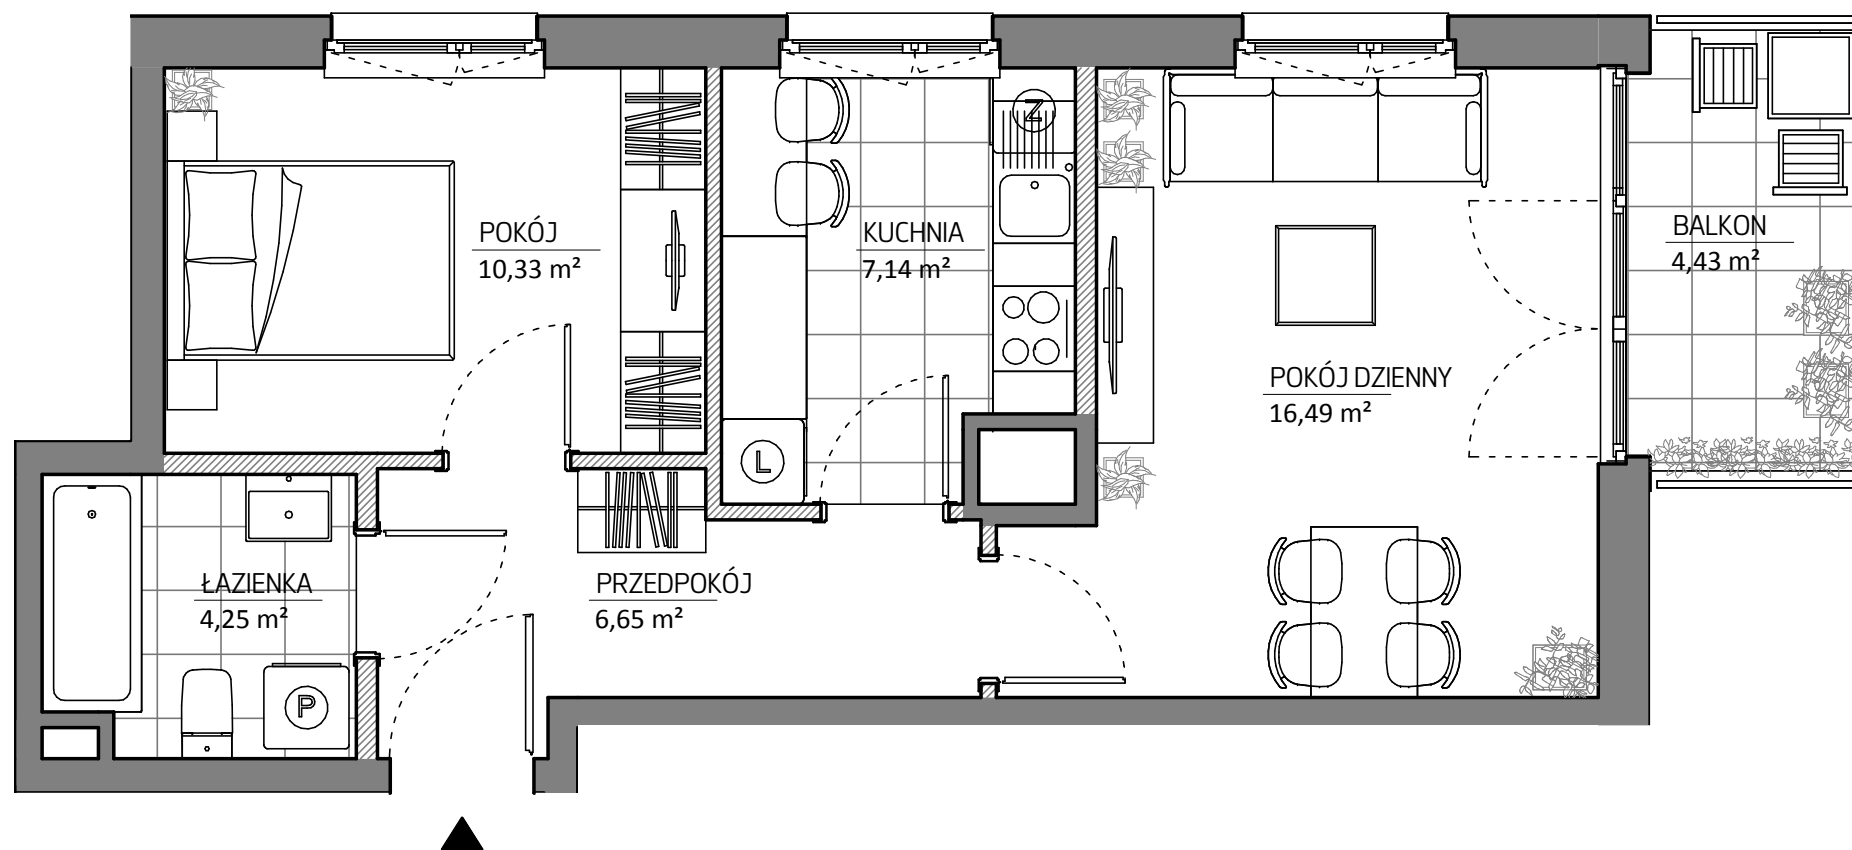 POKÓJ
10,33 m²
KUCHNIA
7,14 m²
Z
L
POKÓJ DZIENNY
16,49 m²
BALKON
4,43 m²
ŁAZIENKA
4,25 m²
P
PRZEDPOKÓJ
6,65 m²